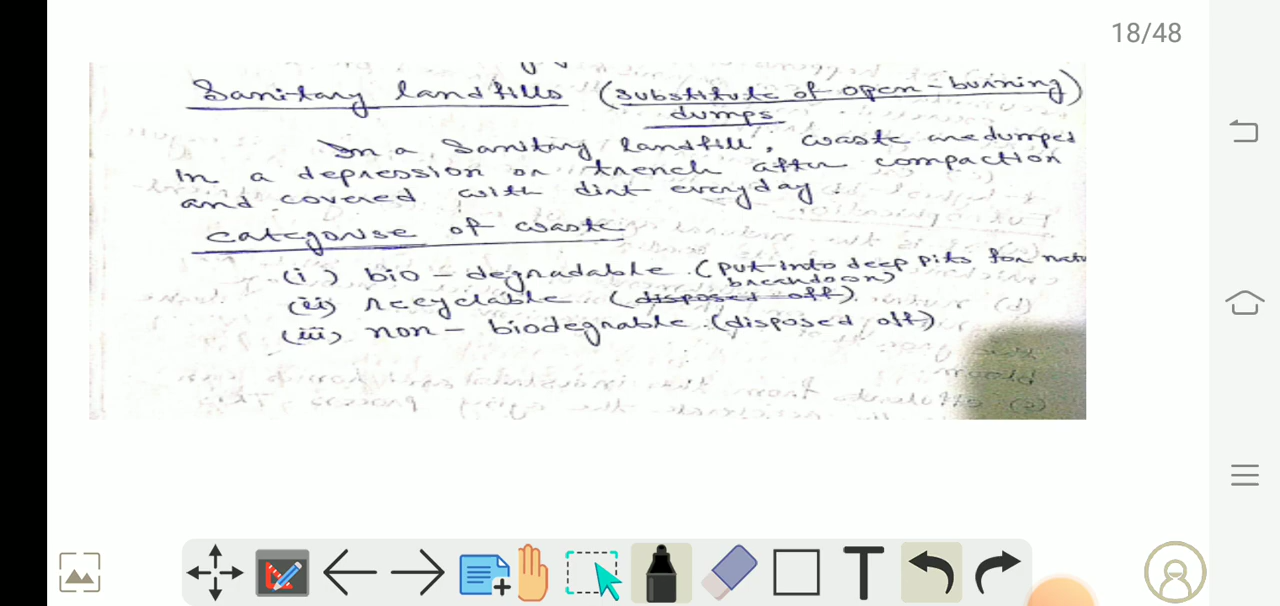 18/48
Sanitary landfills (substitute of open-burning)
dumps
In a Sanitary landfill, waste are dumped
in a depression or trench after compaction
and covered with dirt everyday.
categorise of waste
(i) bio-degradable (put into deep pits for natu
breakdown)
(ii) recyclable (disposed off).
(iii) non-biodegrable (disposed off)
T